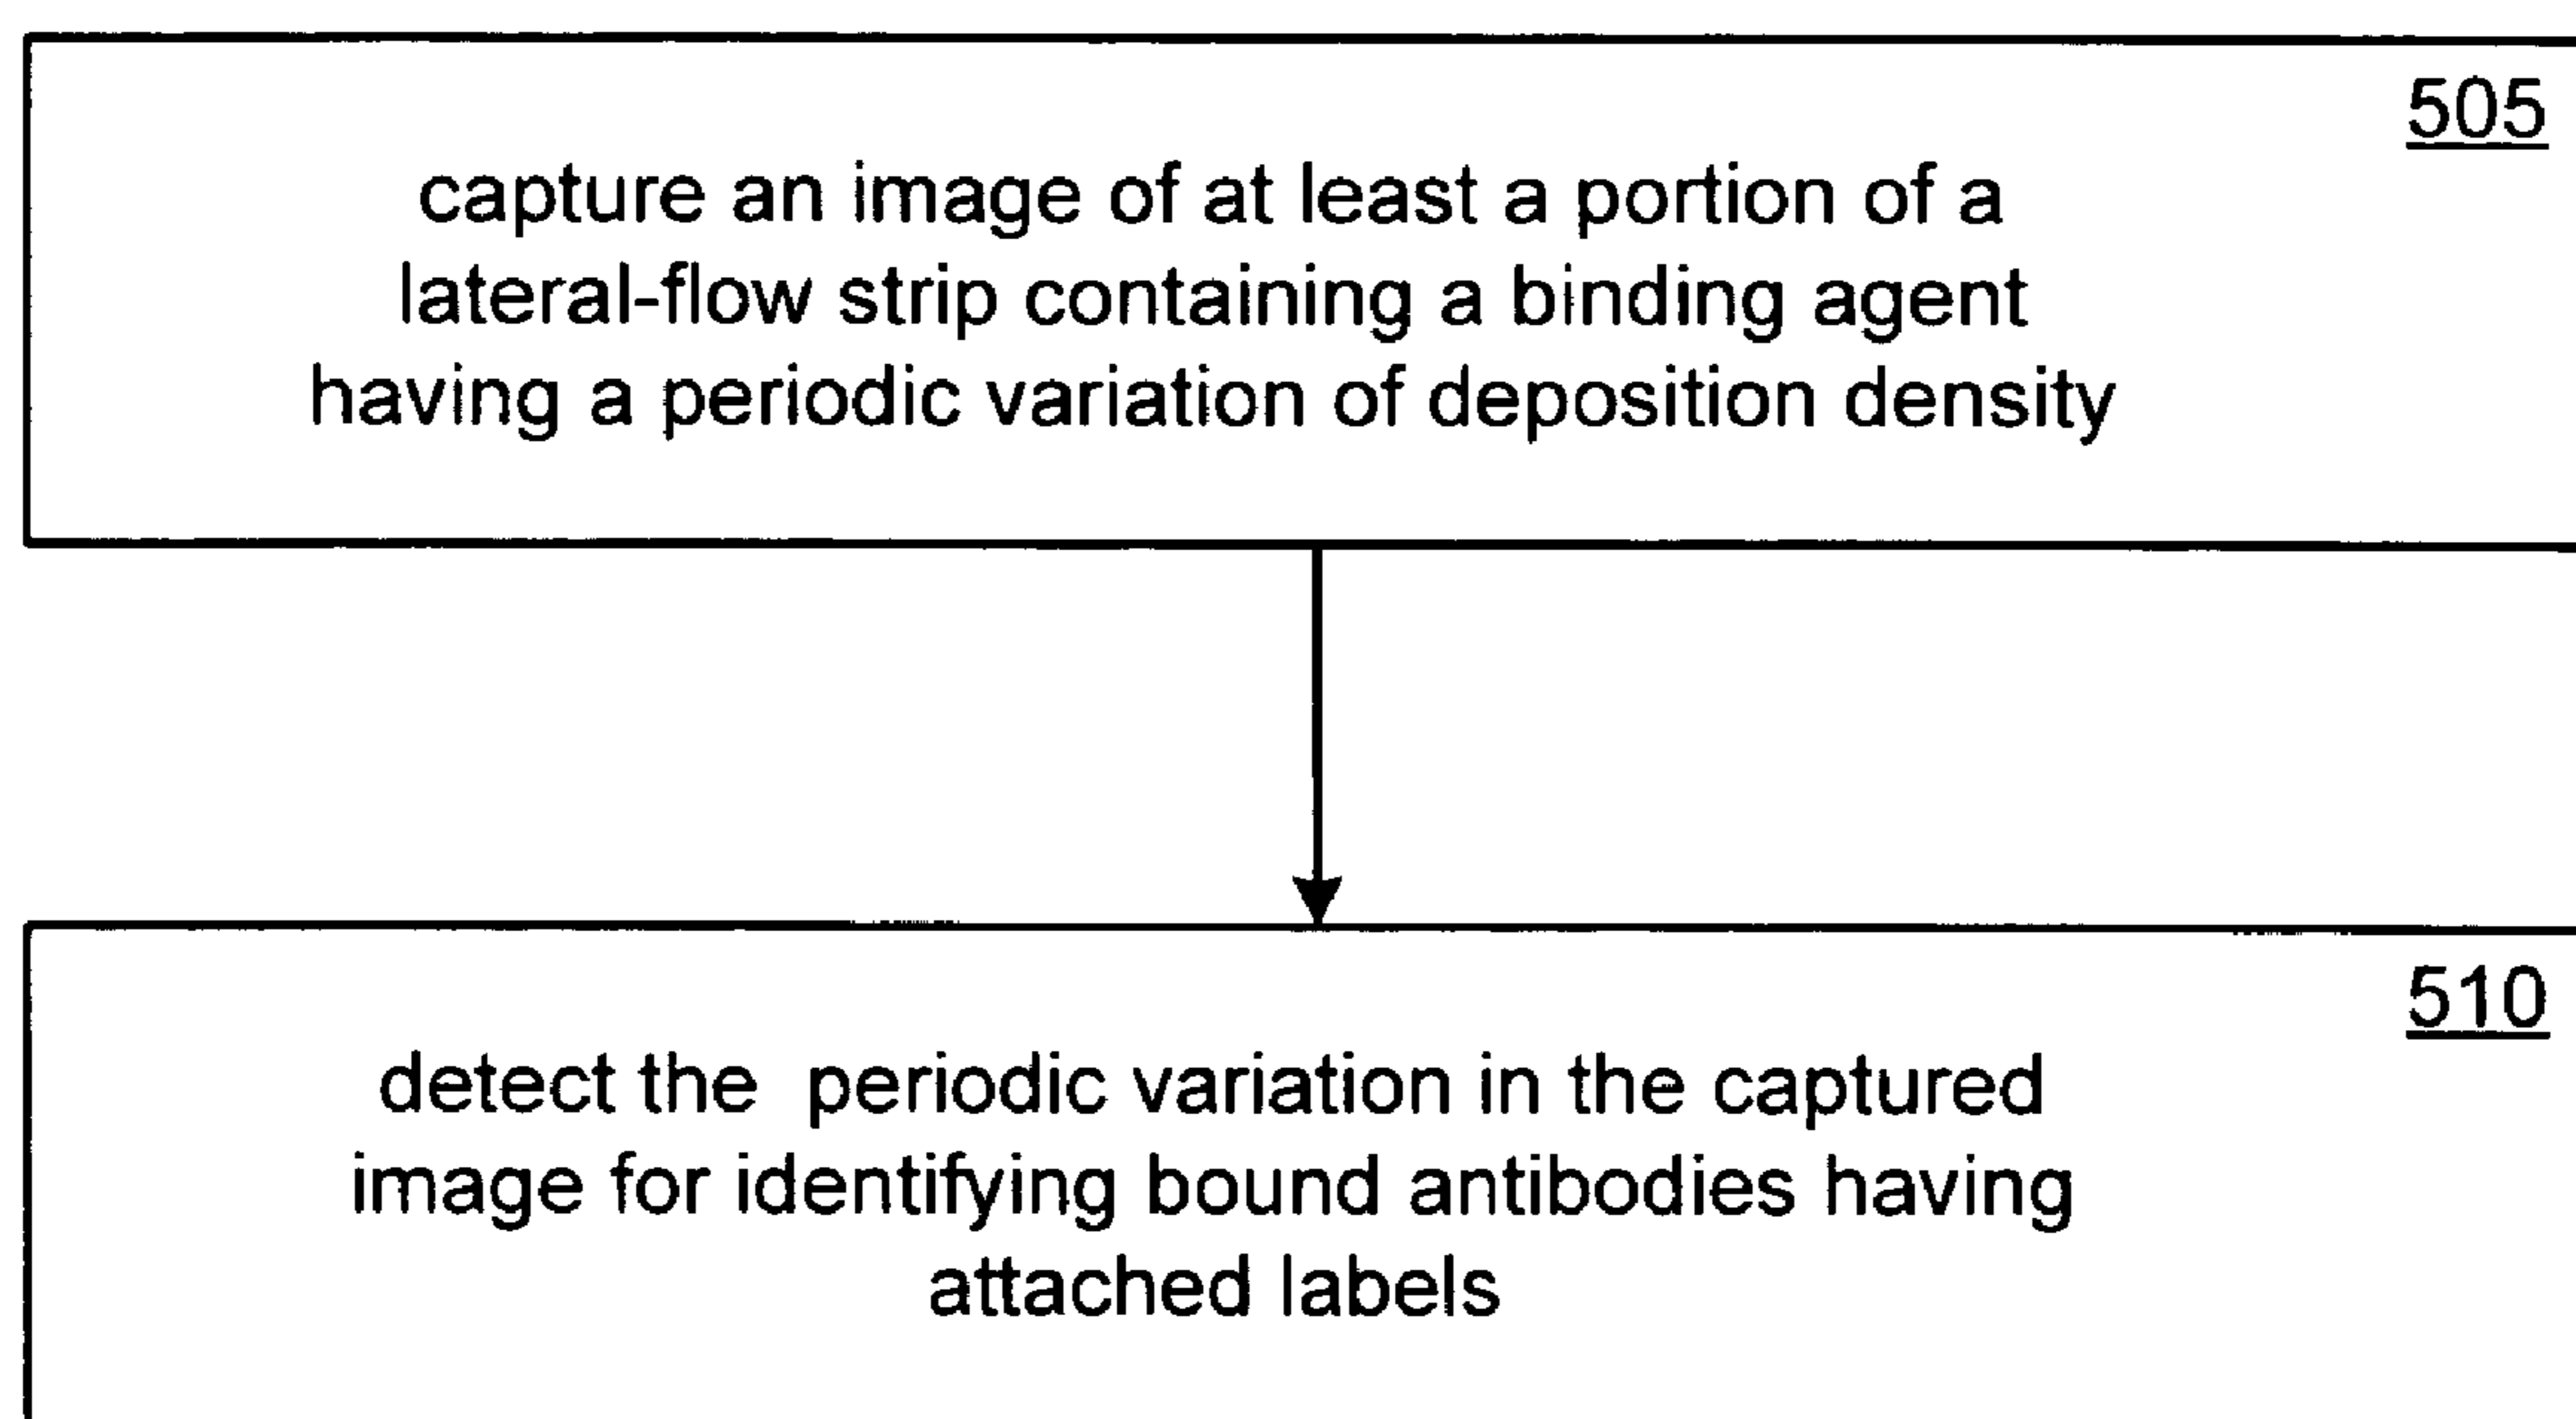 505
capture an image of at least a portion of a
lateral-flow strip containing a binding agent
having a periodic variation of deposition density
510
detect the  periodic variation in the captured
image for identifying bound antibodies having
attached labels